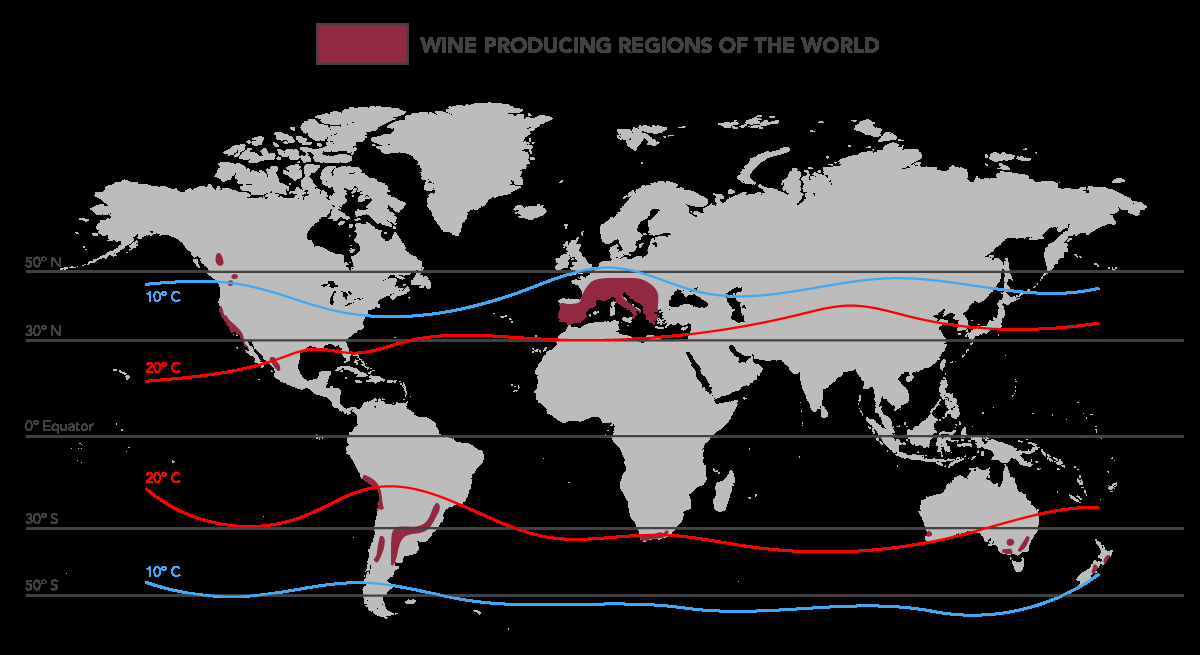 WINE PRODUCING REGIONS OF THE WORLD
50° N
10° C
30° N
20° C
0° Equator
20° C
30° S
10° C
50° S